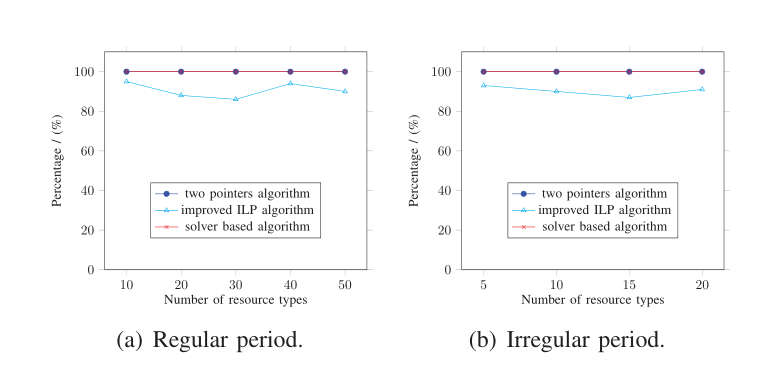 100
80
60
40
20
0
Percentage / (%)
two pointers algorithm
improved ILP algorithm
solver based algorithm
10 20 30 40 50
Number of resource types
(a) Regular period.
100
80
60
40
20
0
Percentage / (%)
two pointers algorithm
improved ILP algorithm
solver based algorithm
5 10 15 20
Number of resource types
(b) Irregular period.